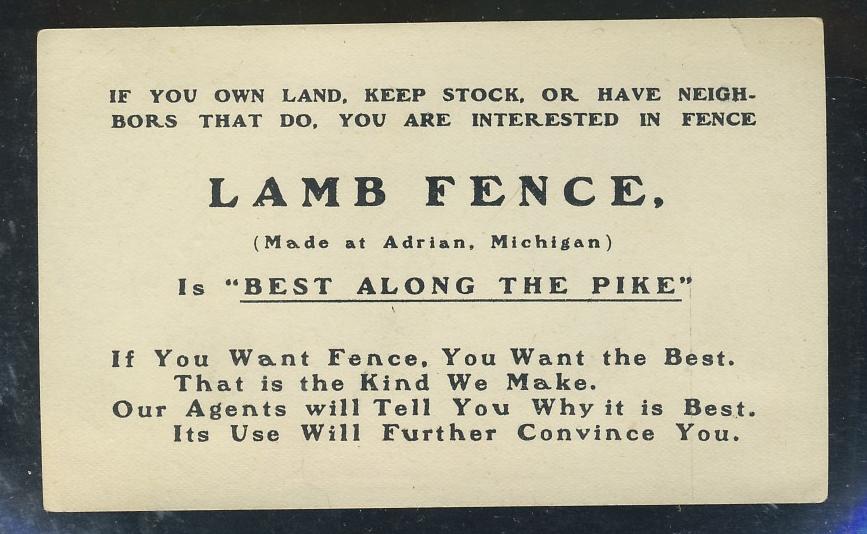 IF YOU OWN LAND, KEEP STOCK, OR HAVE NEIGH-
BORS THAT DO, YOU ARE INTERESTED IN FENCE
LAMB FENCE,
(Made at Adrian, Michigan)
Is "BEST ALONG THE PIKE"
If You Want Fence, You Want the Best.
That is the Kind We Make.
Our Agents will Tell You Why it is Best.
Its Use Will Further Convince You.